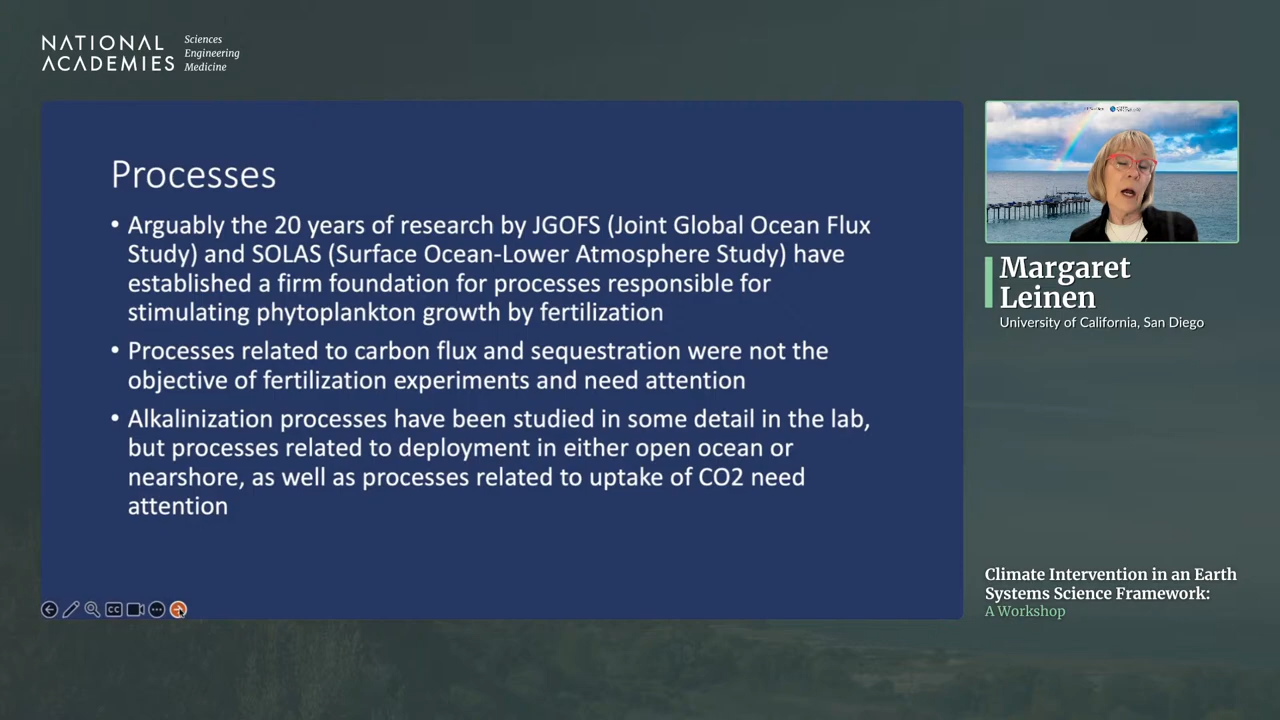 NATIONAL
ACADEMIES
Sciences
Engineering
Medicine
Processes
• Arguably the 20 years of research by JGOFS (Joint Global Ocean Flux
Study) and SOLAS (Surface Ocean-Lower Atmosphere Study) have
established a firm foundation for processes responsible for
stimulating phytoplankton growth by fertilization
• Processes related to carbon flux and sequestration were not the
objective of fertilization experiments and need attention
• Alkalinization processes have been studied in some detail in the lab,
but processes related to deployment in either open ocean or
nearshore, as well as processes related to uptake of CO2 need
attention
CC
Margaret
Leinen
University of California, San Diego
Climate Intervention in an Earth
Systems Science Framework:
A Workshop